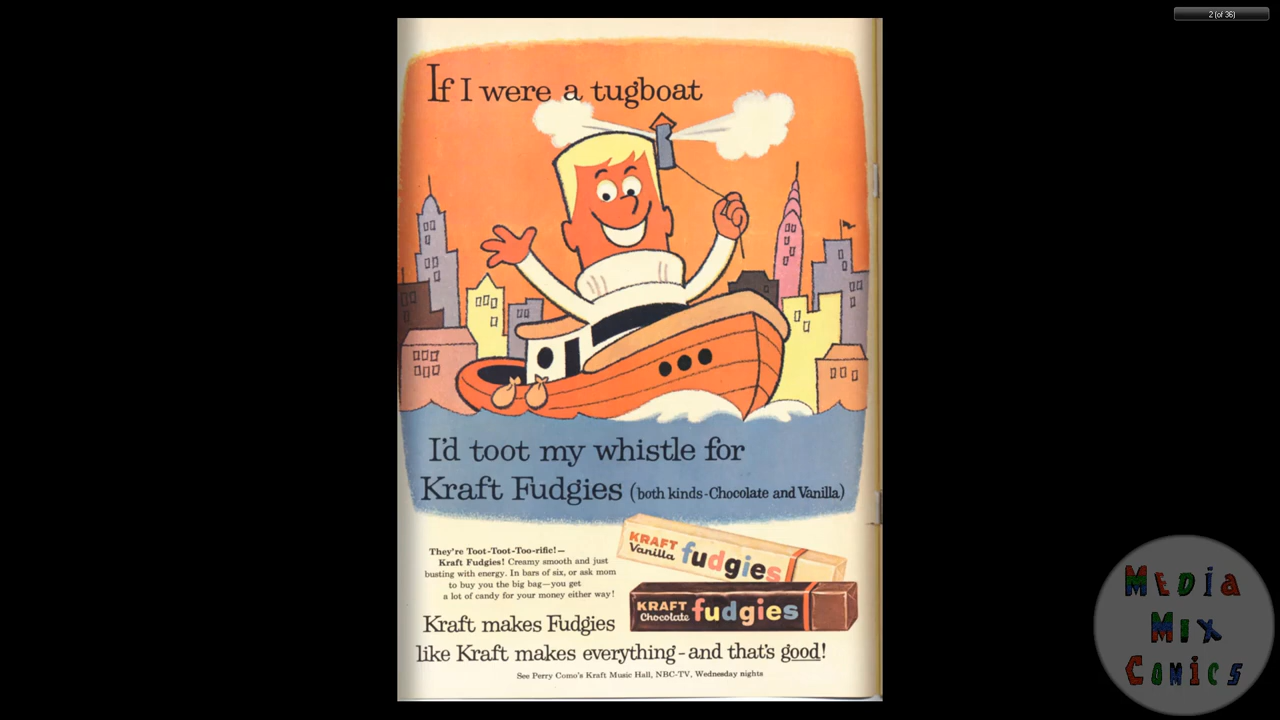 2 (of 36)
If I were a tugboat
I'd toot my whistle for
Kraft Fudgies (both kinds-Chocolate and Vanilla)
They're Toot-Toot-Too-rific!—
Kraft Fudgies! Creamy smooth and just
busting with energy. In bars of six, or ask mom
to buy you the big bag—you get
a lot of candy for your money either way!
KRAFT
Vanilla fudgies
KRAFT
Chocolate fudgies
Kraft makes Fudgies
like Kraft makes everything-and that's good!
See Perry Como's Kraft Music Hall, NBC-TV, Wednesday nights
MEDIA
MIX
COMICS